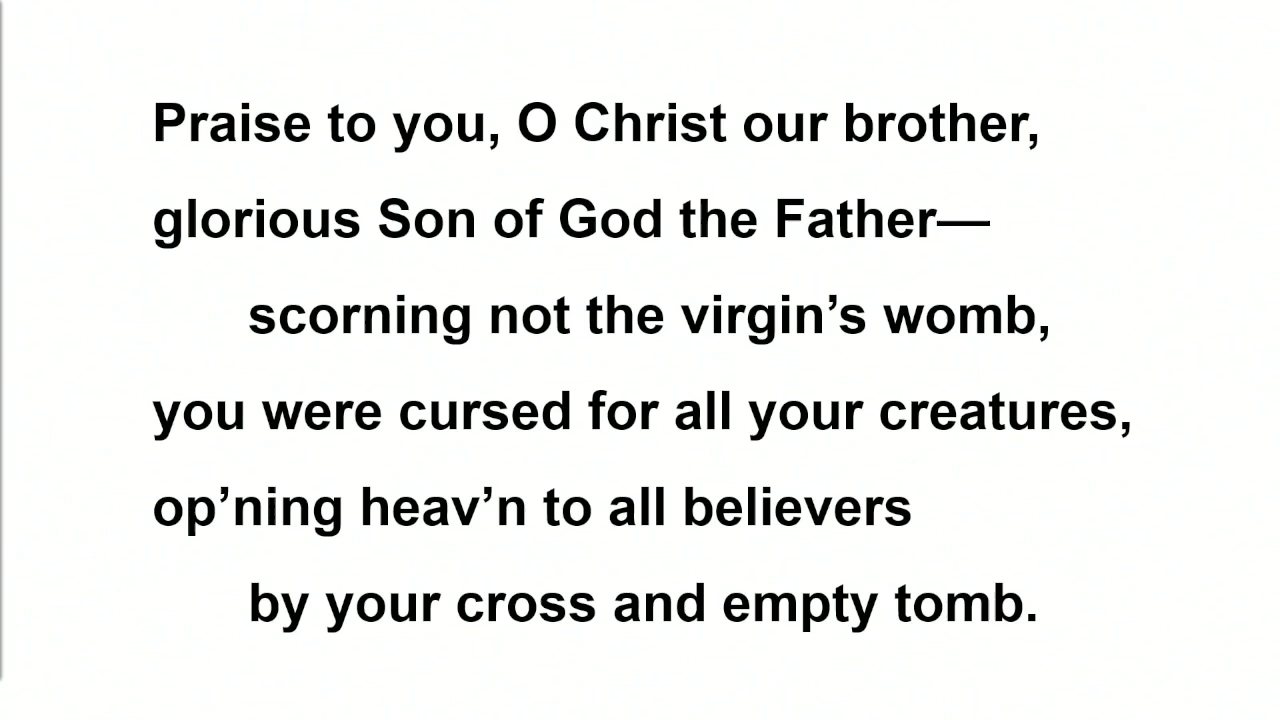 Praise to you, O Christ our brother,
glorious Son of God the Father—
scorning not the virgin’s womb,
you were cursed for all your creatures,
op’ning heav’n to all believers
by your cross and empty tomb.